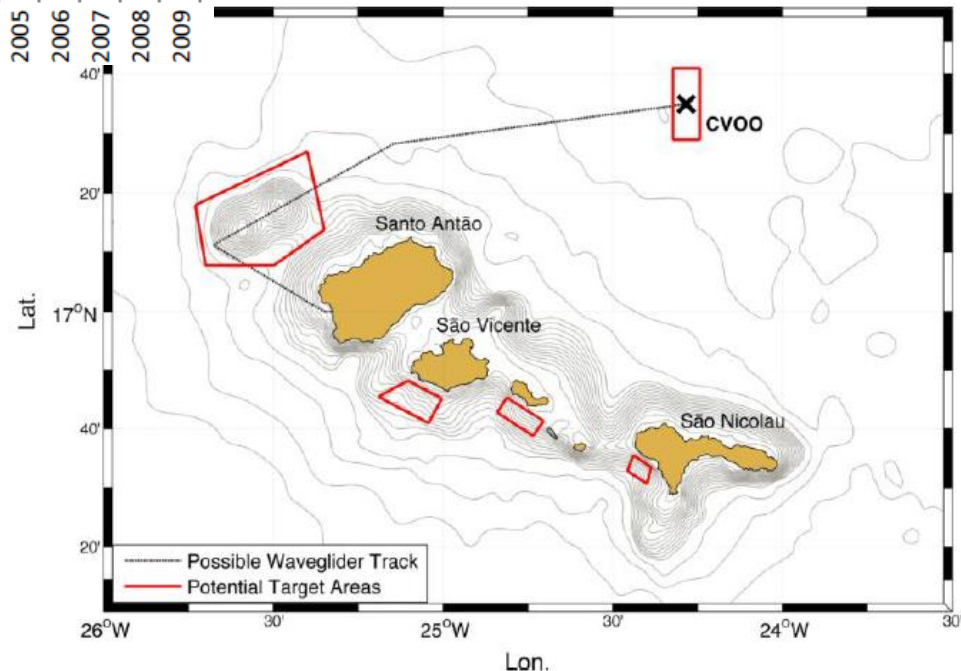 2005
2006
2007
2008
2009
40'
CVOO
20'
Santo Antão
Lat.
17°N
São Vicente
São Nicolau
40'
20'
Possible Waveglider Track
Potential Target Areas
26°W
30'
25°W
30'
24°W
30'
Lon.